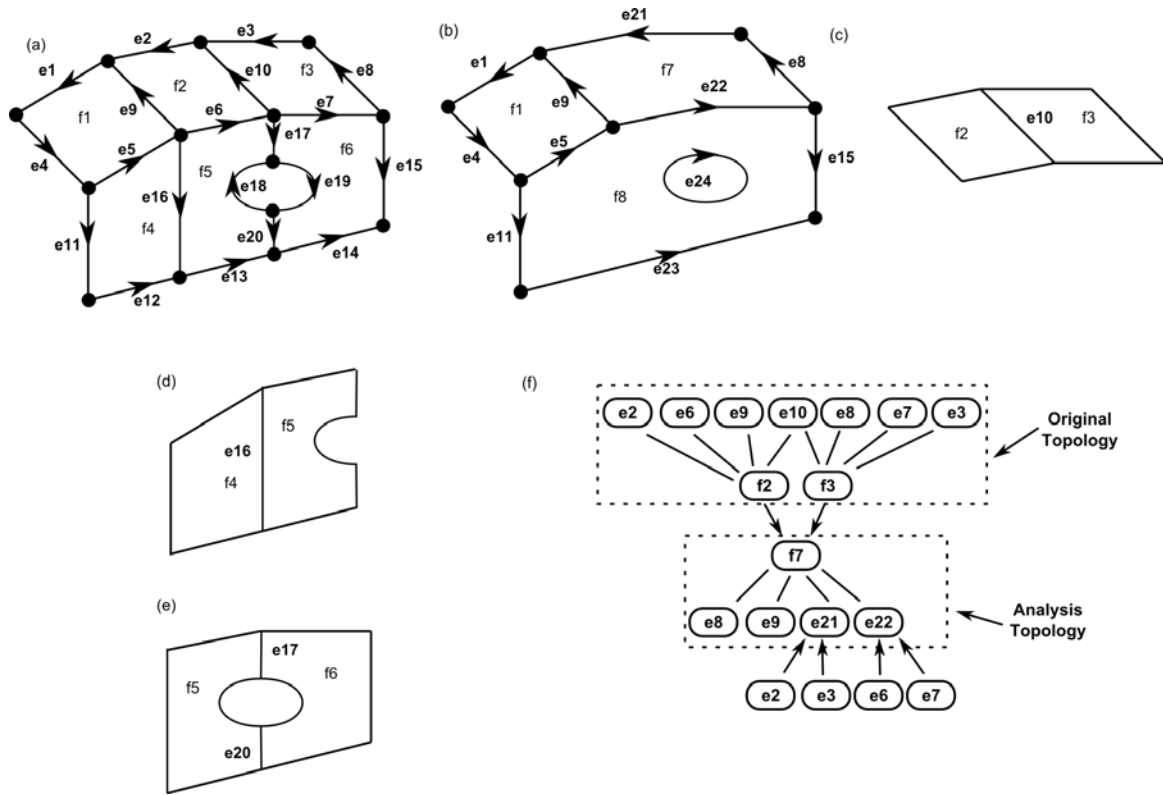 (a)
e3
e2
e1
e10
f3
e8
f2
e9
e6
e7
f1
e17
e4
e5
f6
f5
e15
e18
e19
e16
f4
e11
e20
e14
e13
e12
(b)
e21
e1
f7
e8
e9
e22
f1
e4
e5
e15
e24
f8
e11
e23
(c)
f2
e10
f3
(d)
f5
e16
f4
(e)
e17
f5
f6
e20
(f)
e2 e6 e9 e10 e8 e7 e3
Original
Topology
f2 f3
f7
e8 e9 e21 e22
Analysis
Topology
e2 e3 e6 e7